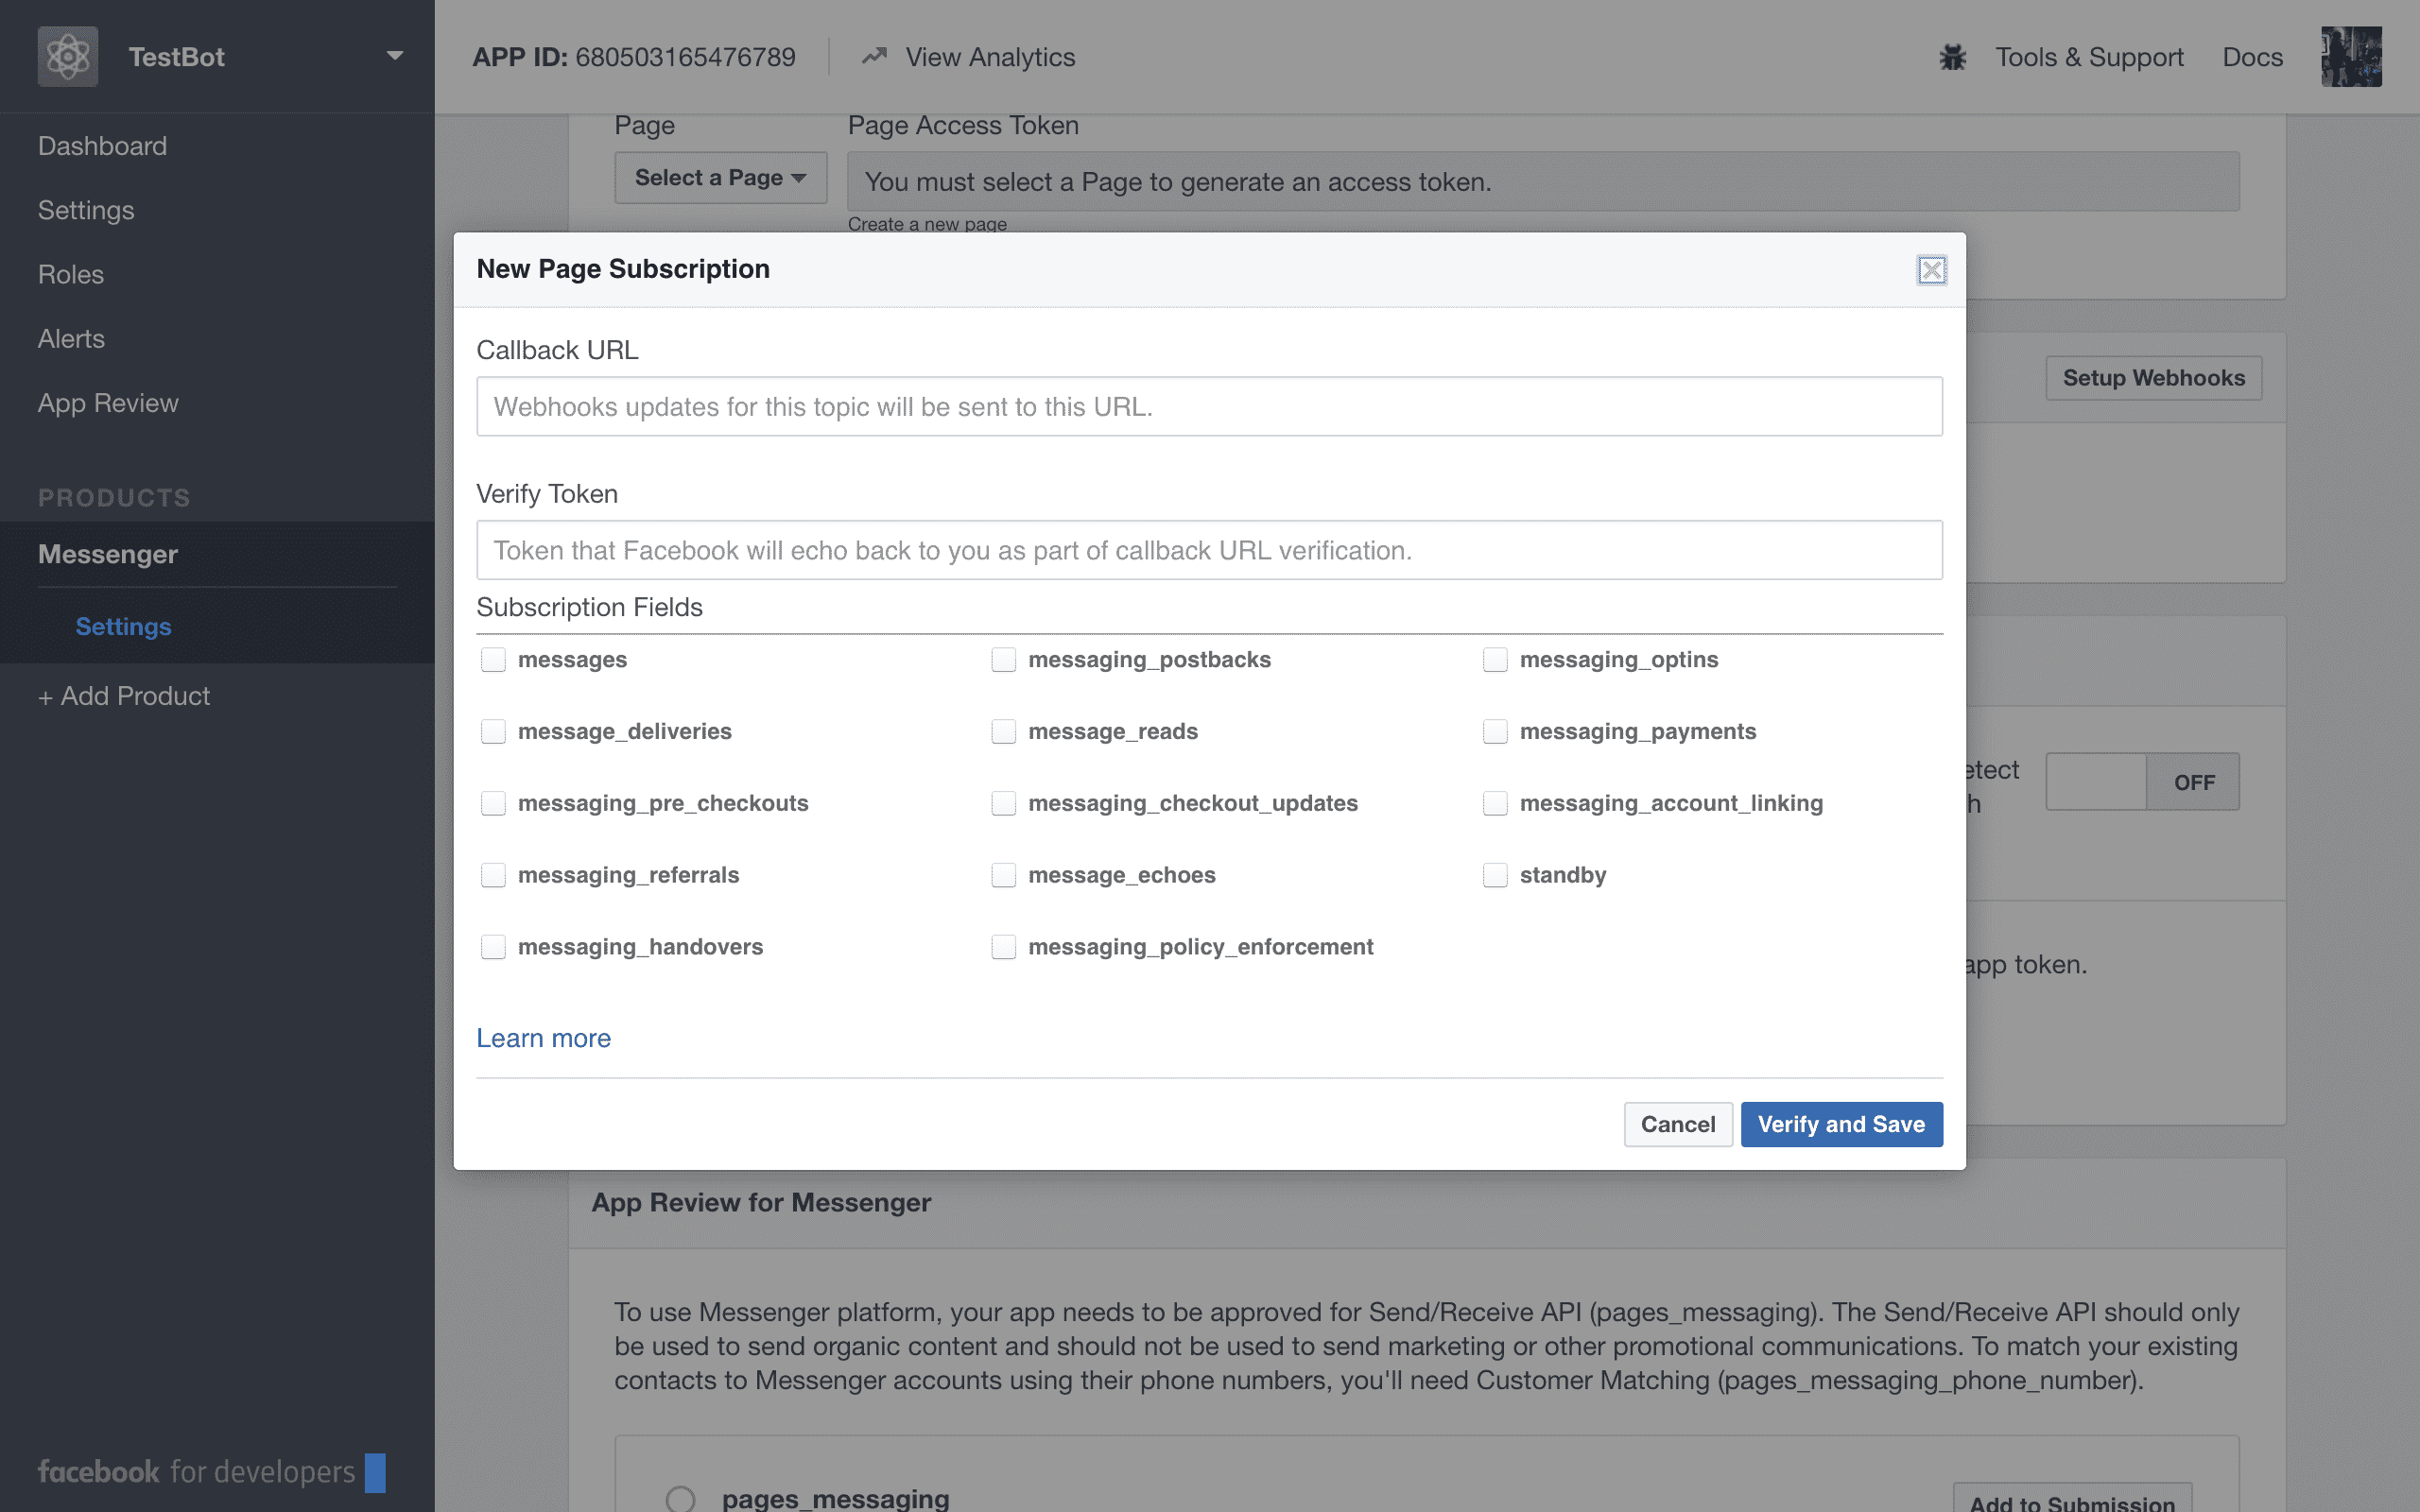 TestBot
APP ID: 680503165476789
View Analytics
Tools & Support
Docs
Dashboard
Settings
Roles
Alerts
App Review
PRODUCTS
Messenger
Settings
+ Add Product
facebook for developers
Page
Page Access Token
Select a Page
You must select a Page to generate an access token.
Create a new page
New Page Subscription
Callback URL
Webhooks updates for this topic will be sent to this URL.
Verify Token
Token that Facebook will echo back to you as part of callback URL verification.
Subscription Fields
messages
messaging_postbacks
messaging_optins
message_deliveries
message_reads
messaging_payments
messaging_pre_checkouts
messaging_checkout_updates
messaging_account_linking
messaging_referrals
message_echoes
standby
messaging_handovers
messaging_policy_enforcement
Learn more
Cancel
Verify and Save
Setup Webhooks
OFF
app token.
App Review for Messenger
To use Messenger platform, your app needs to be approved for Send/Receive API (pages_messaging). The Send/Receive API should only
be used to send organic content and should not be used to send marketing or other promotional communications. To match your existing
contacts to Messenger accounts using their phone numbers, you'll need Customer Matching (pages_messaging_phone_number).
pages_messaging
Add to Submission